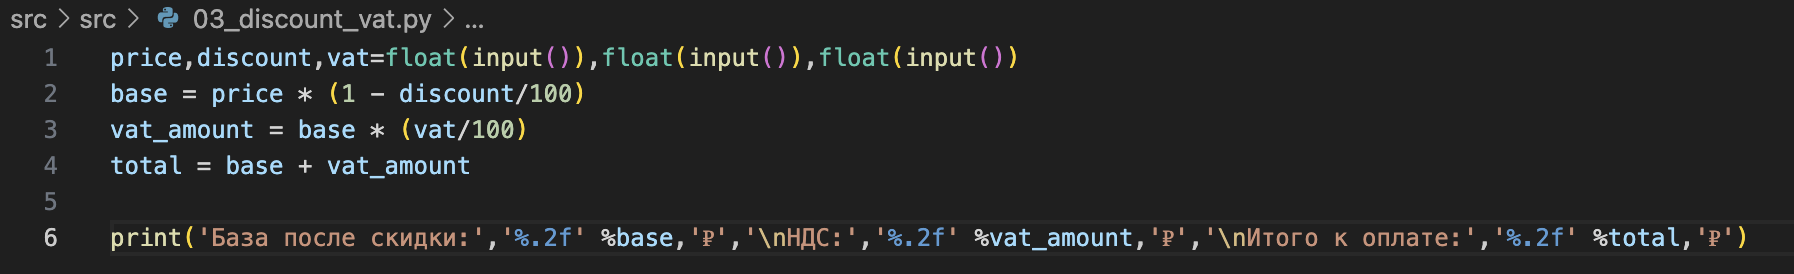 src > src > 03_discount_vat.py > ...
1 price,discount,vat=float(input()),float(input()),float(input())
2 base = price * (1 - discount/100)
3 vat_amount = base * (vat/100)
4 total = base + vat_amount
5
6 print('База после скидки:','%.2f' %base,'₽','\nНДС:','%.2f' %vat_amount,'₽','\nИтого к оплате:','%.2f' %total,'₽')